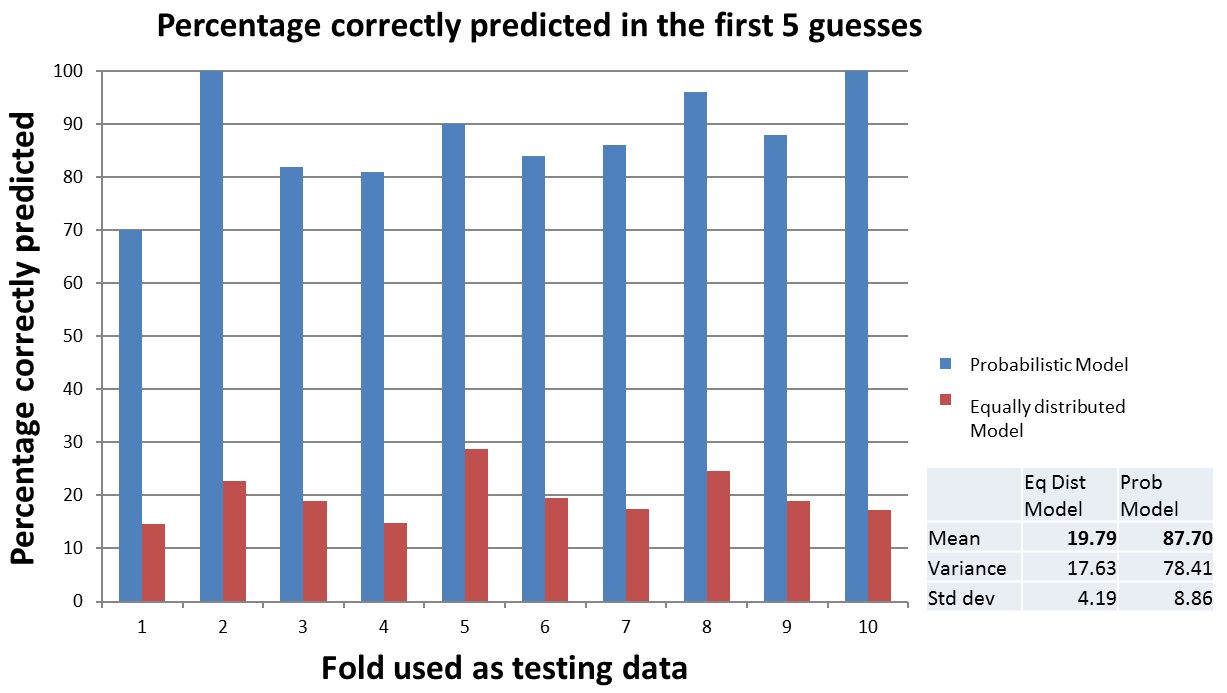 Percentage correctly predicted in the first 5 guesses
Percentage correctly predicted
100
90
80
70
60
50
40
30
20
10
0
1 2 3 4 5 6 7 8 9 10
Fold used as testing data
Probabilistic Model
Equally distributed
Model
Eq Dist Prob
Model Model
Mean 19.79 87.70
Variance 17.63 78.41
Std dev 4.19 8.86